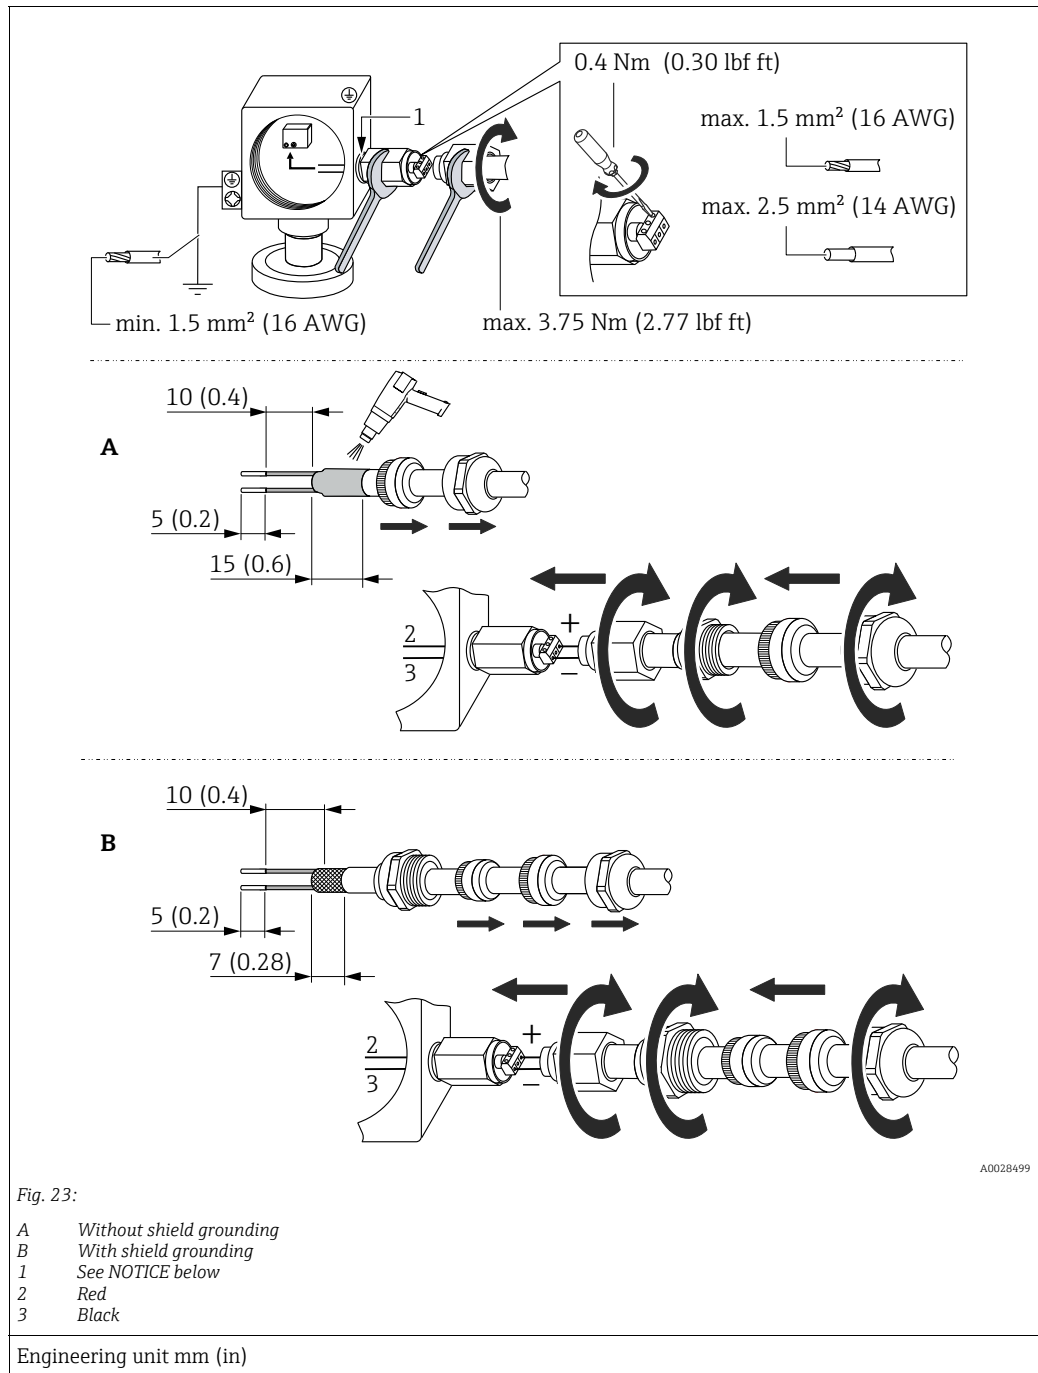 0.4 Nm (0.30 lbf ft)
1
max. 1.5 mm² (16 AWG)
max. 2.5 mm² (14 AWG)
min. 1.5 mm² (16 AWG)
max. 3.75 Nm (2.77 lbf ft)
10 (0.4)
A
5 (0.2)
15 (0.6)
+
2
3
−
10 (0.4)
B
5 (0.2)
7 (0.28)
+
2
3
−
A0028499
Fig. 23:
A Without shield grounding
B With shield grounding
1 See NOTICE below
2 Red
3 Black
Engineering unit mm (in)